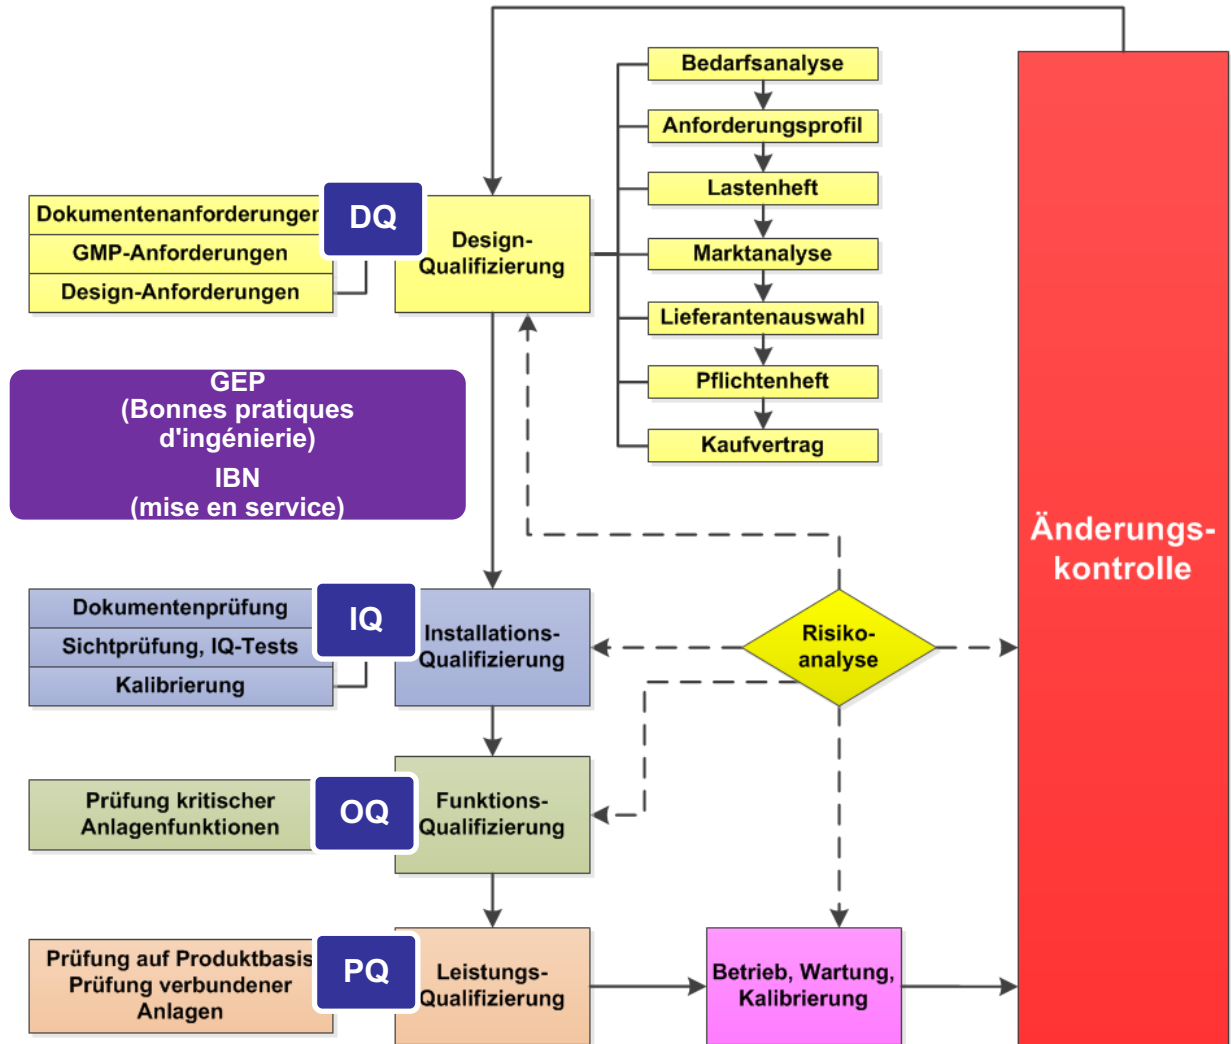 Bedarfsanalyse
Anforderungsprofil
Lastenheft
Marktanalyse
Lieferantenauswahl
Pflichtenheft
Kaufvertrag
Dokumentenanforderungen
GMP-Anforderungen
Design-Anforderungen
DQ
Design-
Qualifizierung
GEP
(Bonnes pratiques
d'ingénierie)
IBN
(mise en service)
Änderungs-
kontrolle
Dokumentenprüfung
Sichtprüfung, IQ-Tests
Kalibrierung
IQ
Installations-
Qualifizierung
Risiko-
analyse
Prüfung kritischer
Anlagenfunktionen
OQ
Funktions-
Qualifizierung
Prüfung auf Produktbasis
Prüfung verbundener
Anlagen
PQ
Leistungs-
Qualifizierung
Betrieb, Wartung,
Kalibrierung